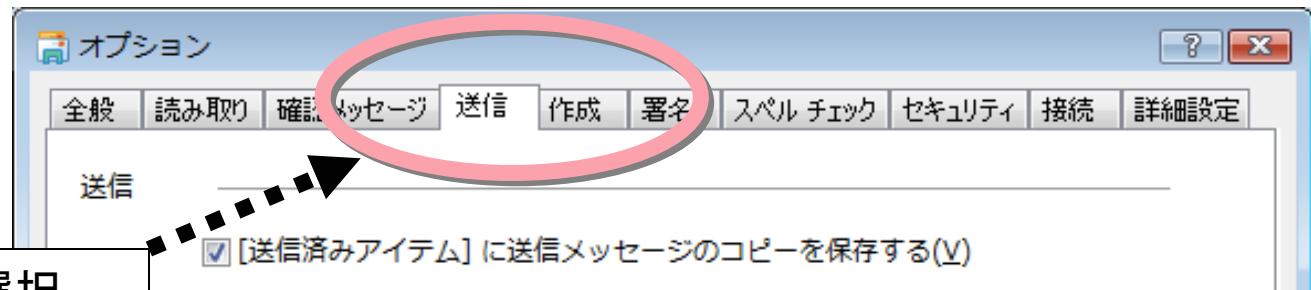 オプション
全般 読み取り 確認メッセージ 送信 作成 署名 スペル チェック セキュリティ 接続 詳細設定
送信
[送信済みアイテム] に送信メッセージのコピーを保存する(V)